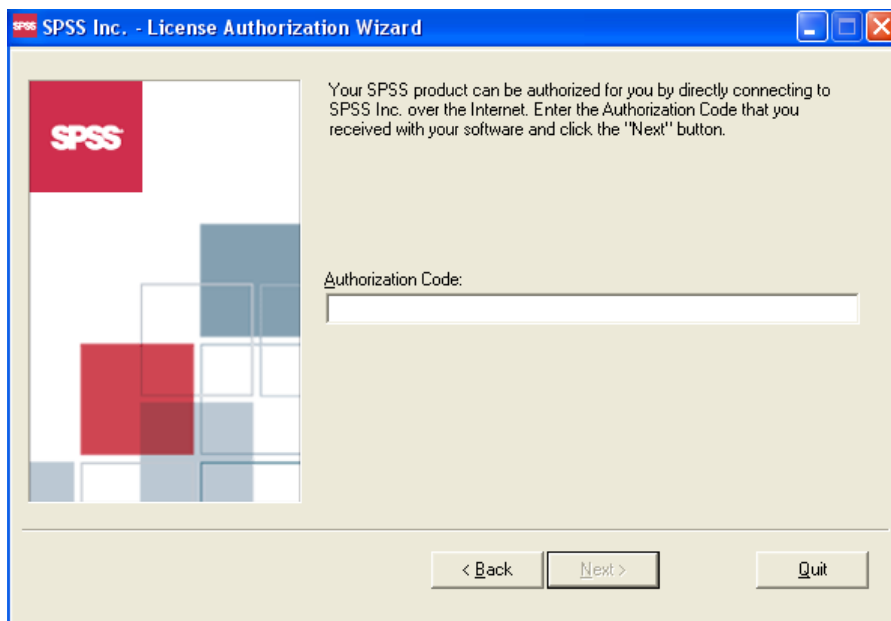 SPSS SPSS Inc. - License Authorization Wizard
SPSS
Your SPSS product can be authorized for you by directly connecting to
SPSS Inc. over the Internet. Enter the Authorization Code that you
received with your software and click the "Next" button.
Authorization Code:
< Back Next > Quit